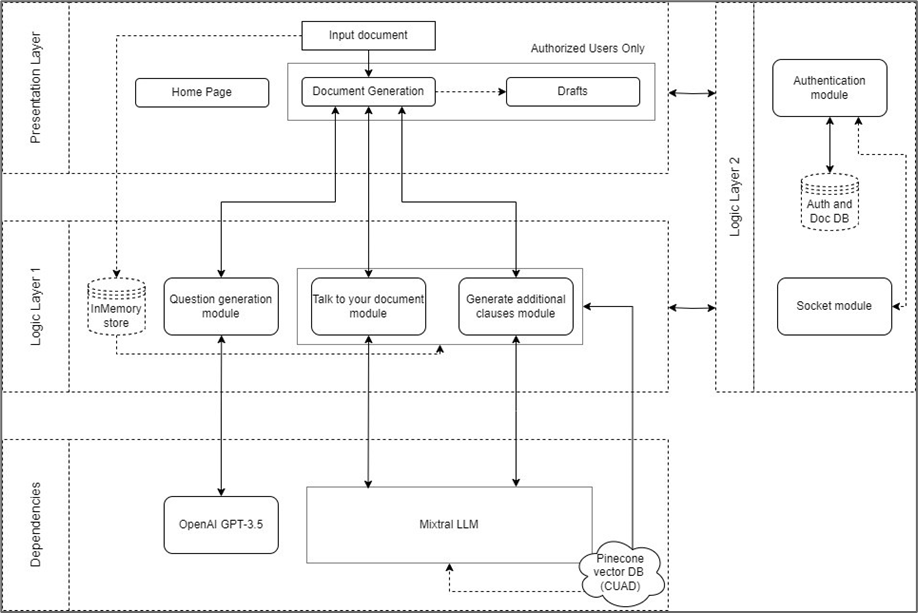 Presentation Layer
Input document
Authorized Users Only
Home Page
Document Generation
Drafts
Logic Layer 1
InMemory
store
Question generation
module
Talk to your document
module
Generate additional
clauses module
Dependencies
OpenAI GPT-3.5
Mixtral LLM
Pinecone
vector DB
(CUAD)
Logic Layer 2
Authentication
module
Auth and
Doc DB
Socket module